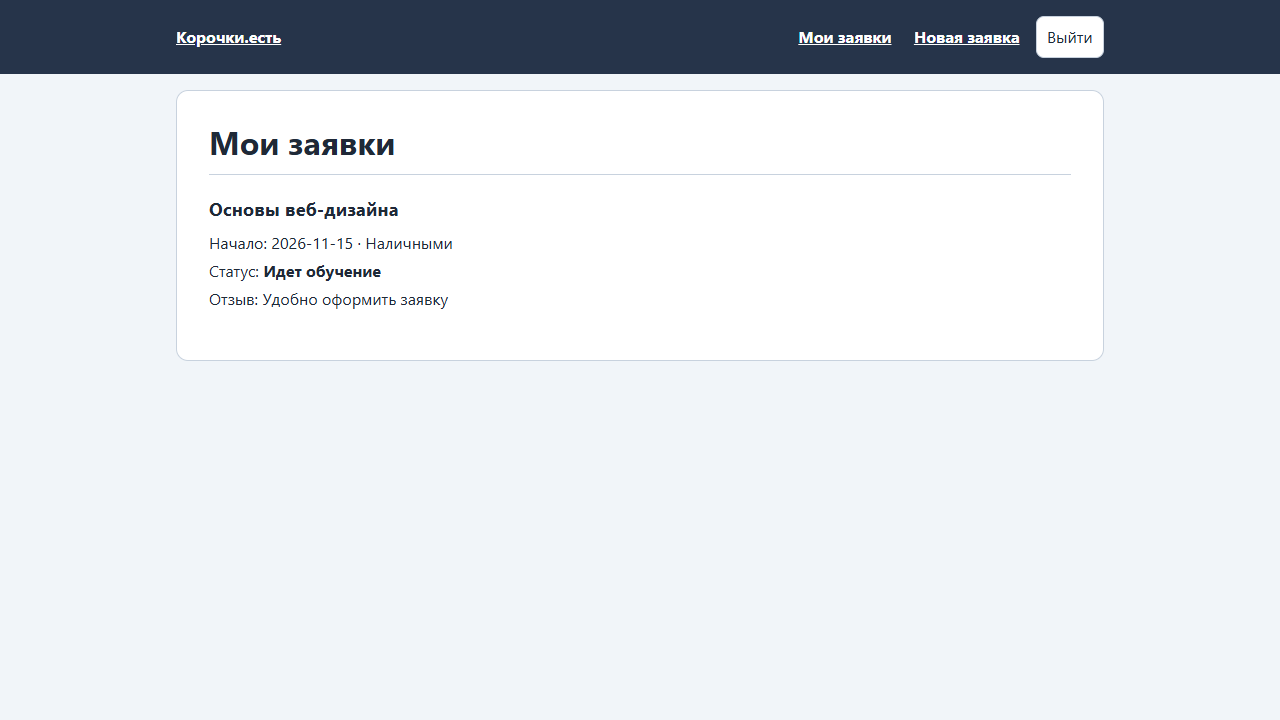 Корочки.есть
Мои заявки
Новая заявка
Выйти
Мои заявки
Основы веб-дизайна
Начало: 2026-11-15 · Наличными
Статус: Идет обучение
Отзыв: Удобно оформить заявку